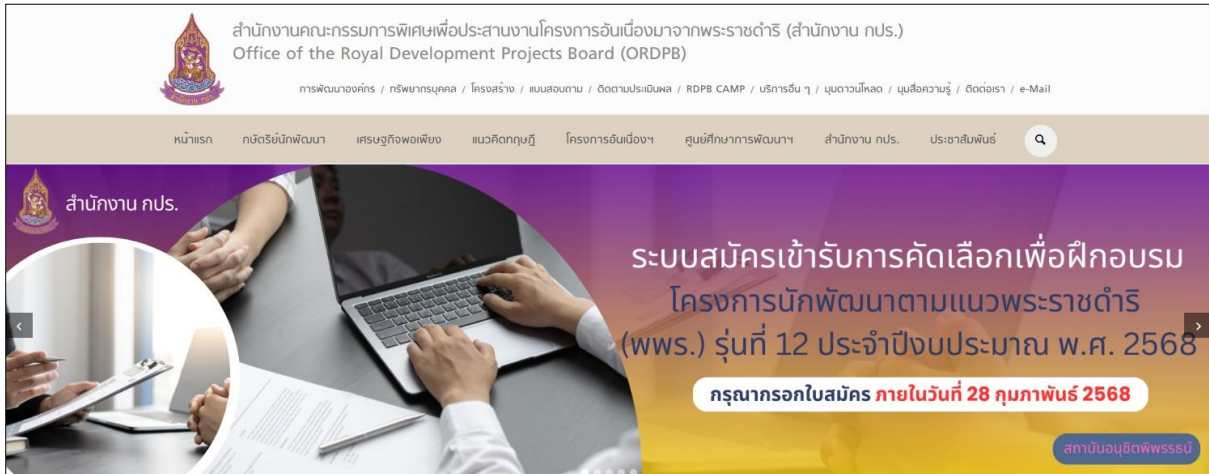 สำนักงานคณะกรรมการพิเศษเพื่อประสานงานโครงการอันเนื่องมาจากพระราชดำริ (สำนักงาน กปร.)
Office of the Royal Development Projects Board (ORDPB)
การพัฒนาองค์กร / ทรัพยากรบุคคล / โครงสร้าง / แบบสอบถาม / ติดตามประเมินผล / RDPB CAMP / บริการอื่น ๆ / มุมดาวน์โหลด / มุมสื่อความรู้ / ติดต่อเรา / e-Mail
หน้าแรก กษัตริย์นักพัฒนา เศรษฐกิจพอเพียง แนวคิดทฤษฎี โครงการอันเนื่องฯ ศูนย์ศึกษาการพัฒนาฯ สำนักงาน กปร. ประชาสัมพันธ์
สำนักงาน กปร.
ระบบสมัครเข้ารับการคัดเลือกเพื่อฝึกอบรม
โครงการนักพัฒนาตามแนวพระราชดำริ
(พพร.) รุ่นที่ 12 ประจำปีงบประมาณ พ.ศ. 2568
กรุณากรอกใบสมัคร ภายในวันที่ 28 กุมภาพันธ์ 2568
สถาบันอนุชิตพิพรรธน์